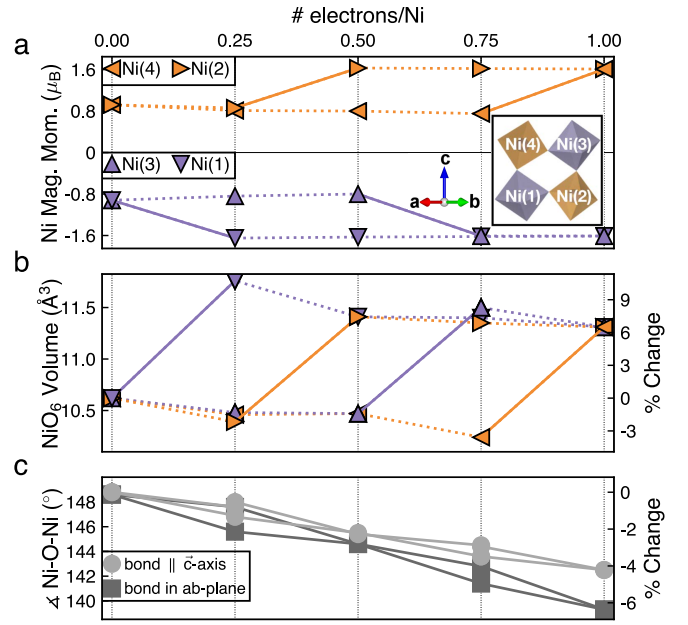 # electrons/Ni
0.00 0.25 0.50 0.75 1.00
a
Ni Mag. Mom. (μB)
1.6
0.8
0
-0.8
-1.6
Ni(4) Ni(2)
Ni(3) Ni(1)
c
a b
Ni(4) Ni(3)
Ni(1) Ni(2)
b
NiO6 Volume (Å3)
11.5
11.0
10.5
9
6
3
0
-3
% Change
c
∡ Ni-O-Ni (°)
148
146
144
142
140
0
-2
-4
-6
% Change
bond ∥ c⃗-axis
bond in ab-plane